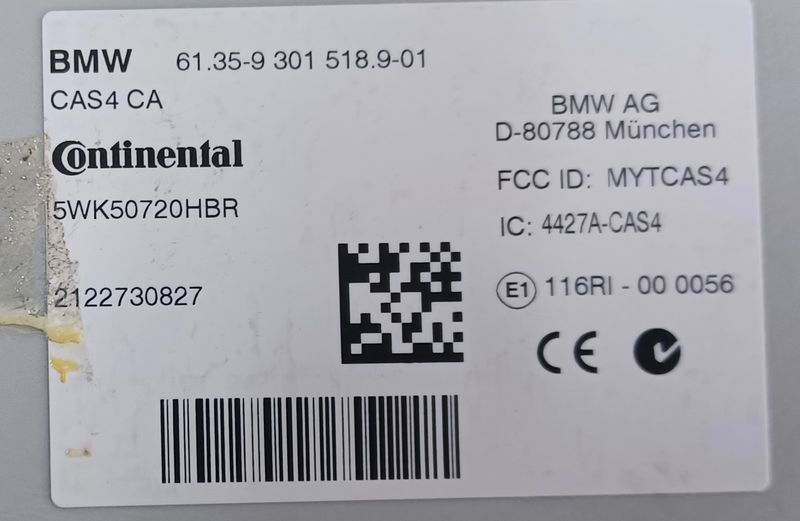 BMW 61.35-9 301 518.9-01
CAS4 CA
Continental
5WK50720HBR
2122730827
BMW AG
D-80788 München
FCC ID: MYTCAS4
IC: 4427A-CAS4
E1 116RI - 00 0056
CE